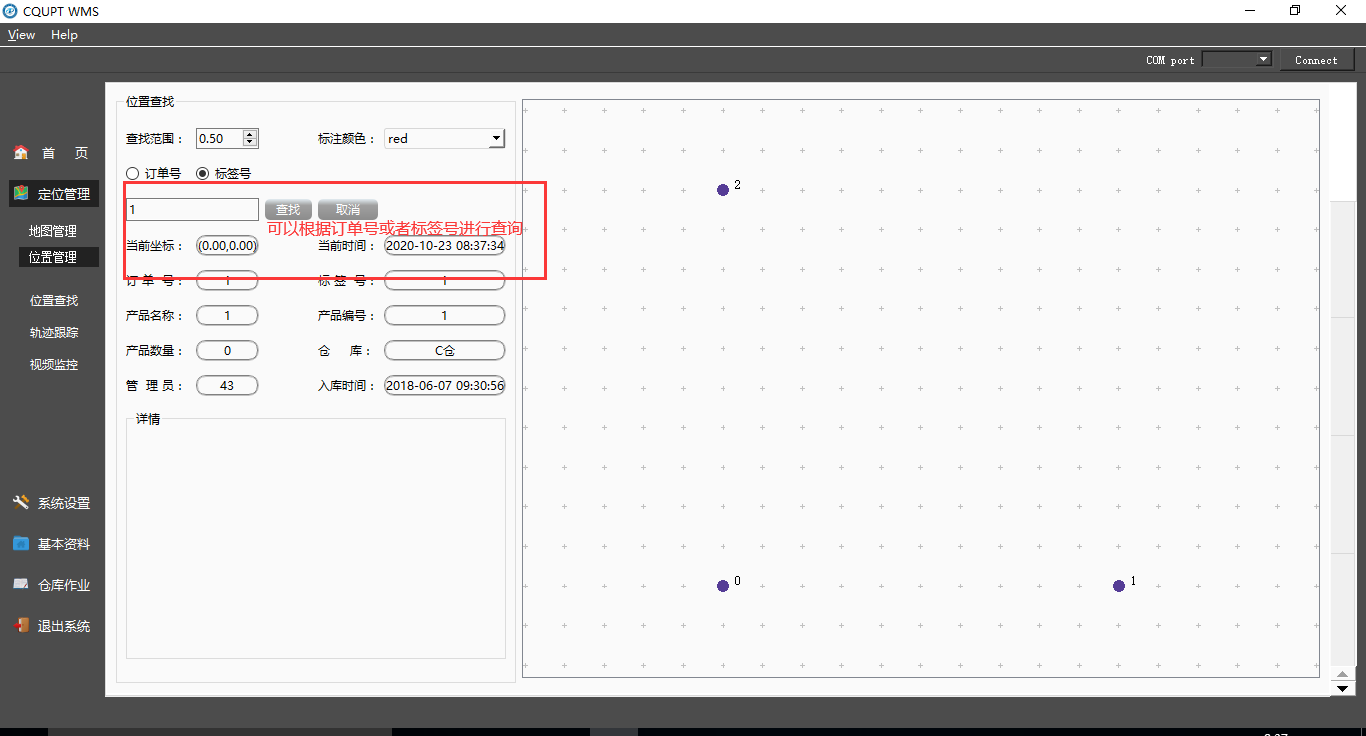 CQUPT WMS
View Help
COM port Connect
首 页
定位管理
地图管理
位置管理
位置查找
轨迹跟踪
视频监控
系统设置
基本资料
仓库作业
退出系统
位置查找
查找范围： 0.50 标注颜色： red
订单号 标签号
1 查找 取消
可以根据订单号或者标签号进行查询
当前坐标： (0.00,0.00) 当前时间： 2020-10-23 08:37:34
订 单 号： 1 标 签 号： 1
产品名称： 1 产品编号： 1
产品数量： 0 仓 库： C仓
管 理 员： 43 入库时间： 2018-06-07 09:30:56
详情
2
0
1